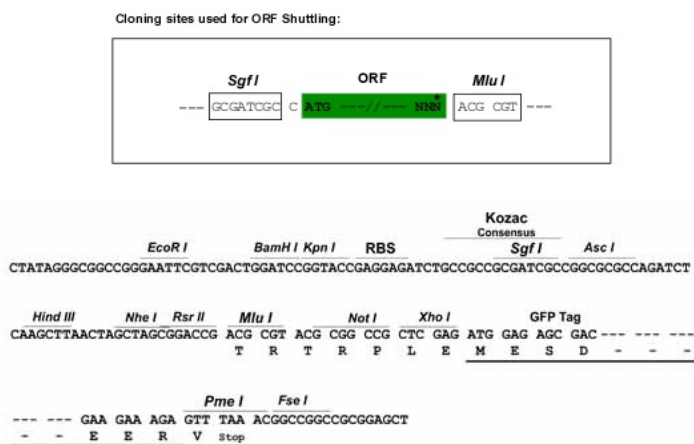 Cloning sites used for ORF Shuttling:
Sgf I ORF Mlu I
--- GCGATCGC C ATG ---//--- NNN* ACG CGT ---
Kozac
Consensus
EcoR I BamH I Kpn I RBS Sgf I Asc I
CTATAGGGCGGCCGGGAATTCGTCGACTGGATCCGGTACCGAGGAGATCTGCCGCCGCGATCGCCGGCGCGCCAGATCT
Hind III Nhe I Rsr II Mlu I Not I Xho I GFP Tag
CAAGCTTAACTAGCTAGCGGACCG ACG CGT ACG CGG CCG CTC GAG ATG GAG AGC GAC--- --- ---
T R T R P L E M E S D - - -
Pme I Fse I
--- --- GAA GAA AGA GTT TAA ACGGCCGGCCGCGGAGCT
- - E E R V Stop